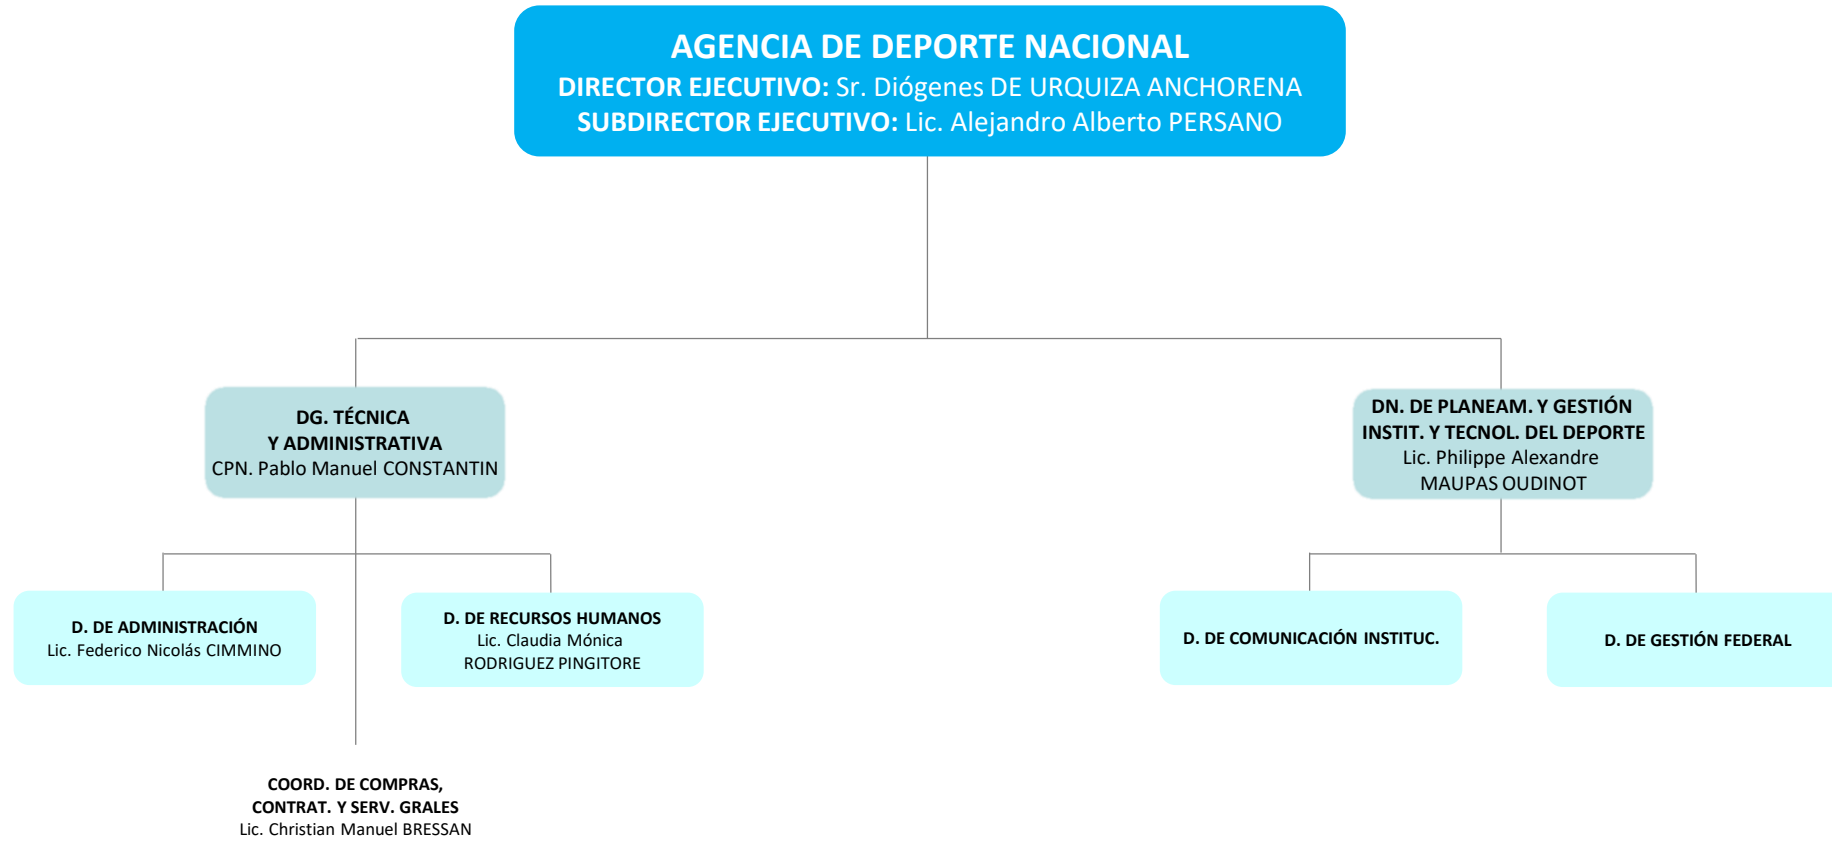 AGENCIA DE DEPORTE NACIONAL
DIRECTOR EJECUTIVO: Sr. Diógenes DE URQUIZA ANCHORENA
SUBDIRECTOR EJECUTIVO: Lic. Alejandro Alberto PERSANO
DG. TÉCNICA
Y ADMINISTRATIVA
CPN. Pablo Manuel CONSTANTIN
DN. DE PLANEAM. Y GESTIÓN
INSTIT. Y TECNOL. DEL DEPORTE
Lic. Philippe Alexandre
MAUPAS OUDINOT
D. DE ADMINISTRACIÓN
Lic. Federico Nicolás CIMMINO
D. DE RECURSOS HUMANOS
Lic. Claudia Mónica
RODRIGUEZ PINGITORE
D. DE COMUNICACIÓN INSTITUC.
D. DE GESTIÓN FEDERAL
COORD. DE COMPRAS,
CONTRAT. Y SERV. GRALES
Lic. Christian Manuel BRESSAN